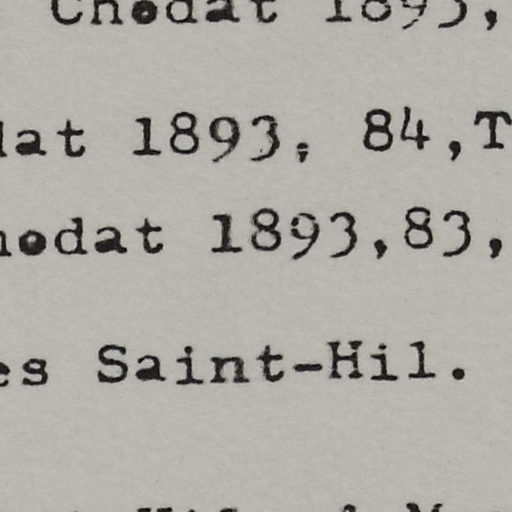 Chodat 1893,
dat 1893, 84,T
hodat 1893,83,
es Saint-Hil.